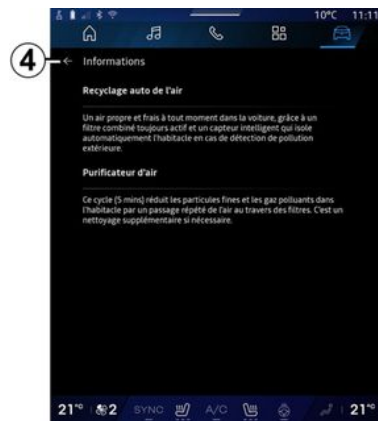 10°C 11:11
4
← Informations
Recyclage auto de l'air
Un air propre et frais à tout moment dans la voiture, grâce à un
filtre combiné toujours actif et un capteur intelligent qui isole
automatiquement l'habitacle en cas de détection de pollution
extérieure.
Purificateur d'air
Ce cycle (5 mins) réduit les particules fines et les gaz polluants dans
l'habitacle par un passage répété de l'air au travers des filtres. C'est un
nettoyage supplémentaire si nécessaire.
21° 2 SYNC A/C 21°